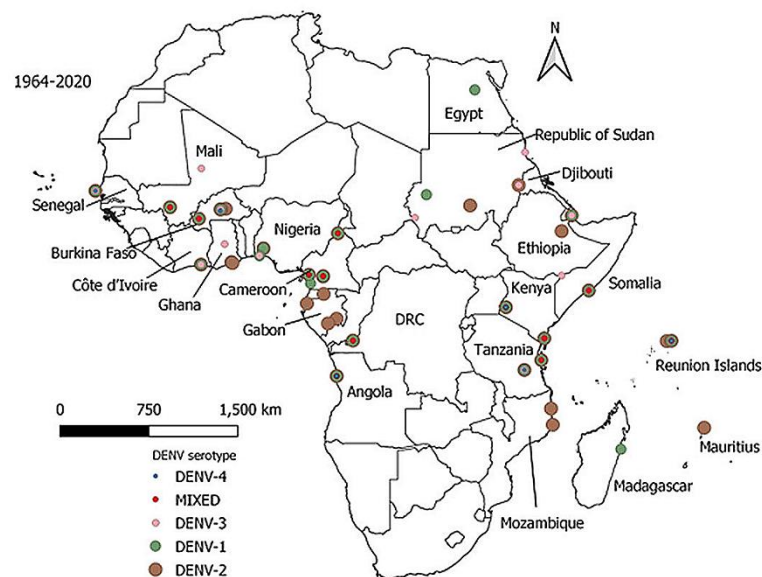 N
1964-2020
Egypt
Republic of Sudan
Mali
Djibouti
Senegal
Nigeria
Burkina Faso
Ethiopia
Côte d'Ivoire
Ghana
Cameroon
Kenya
Somalia
Gabon
DRC
Tanzania
Reunion Islands
Angola
0 750 1,500 km
Mauritius
DENV serotype
DENV-4
Madagascar
MIXED
Mozambique
DENV-3
DENV-1
DENV-2